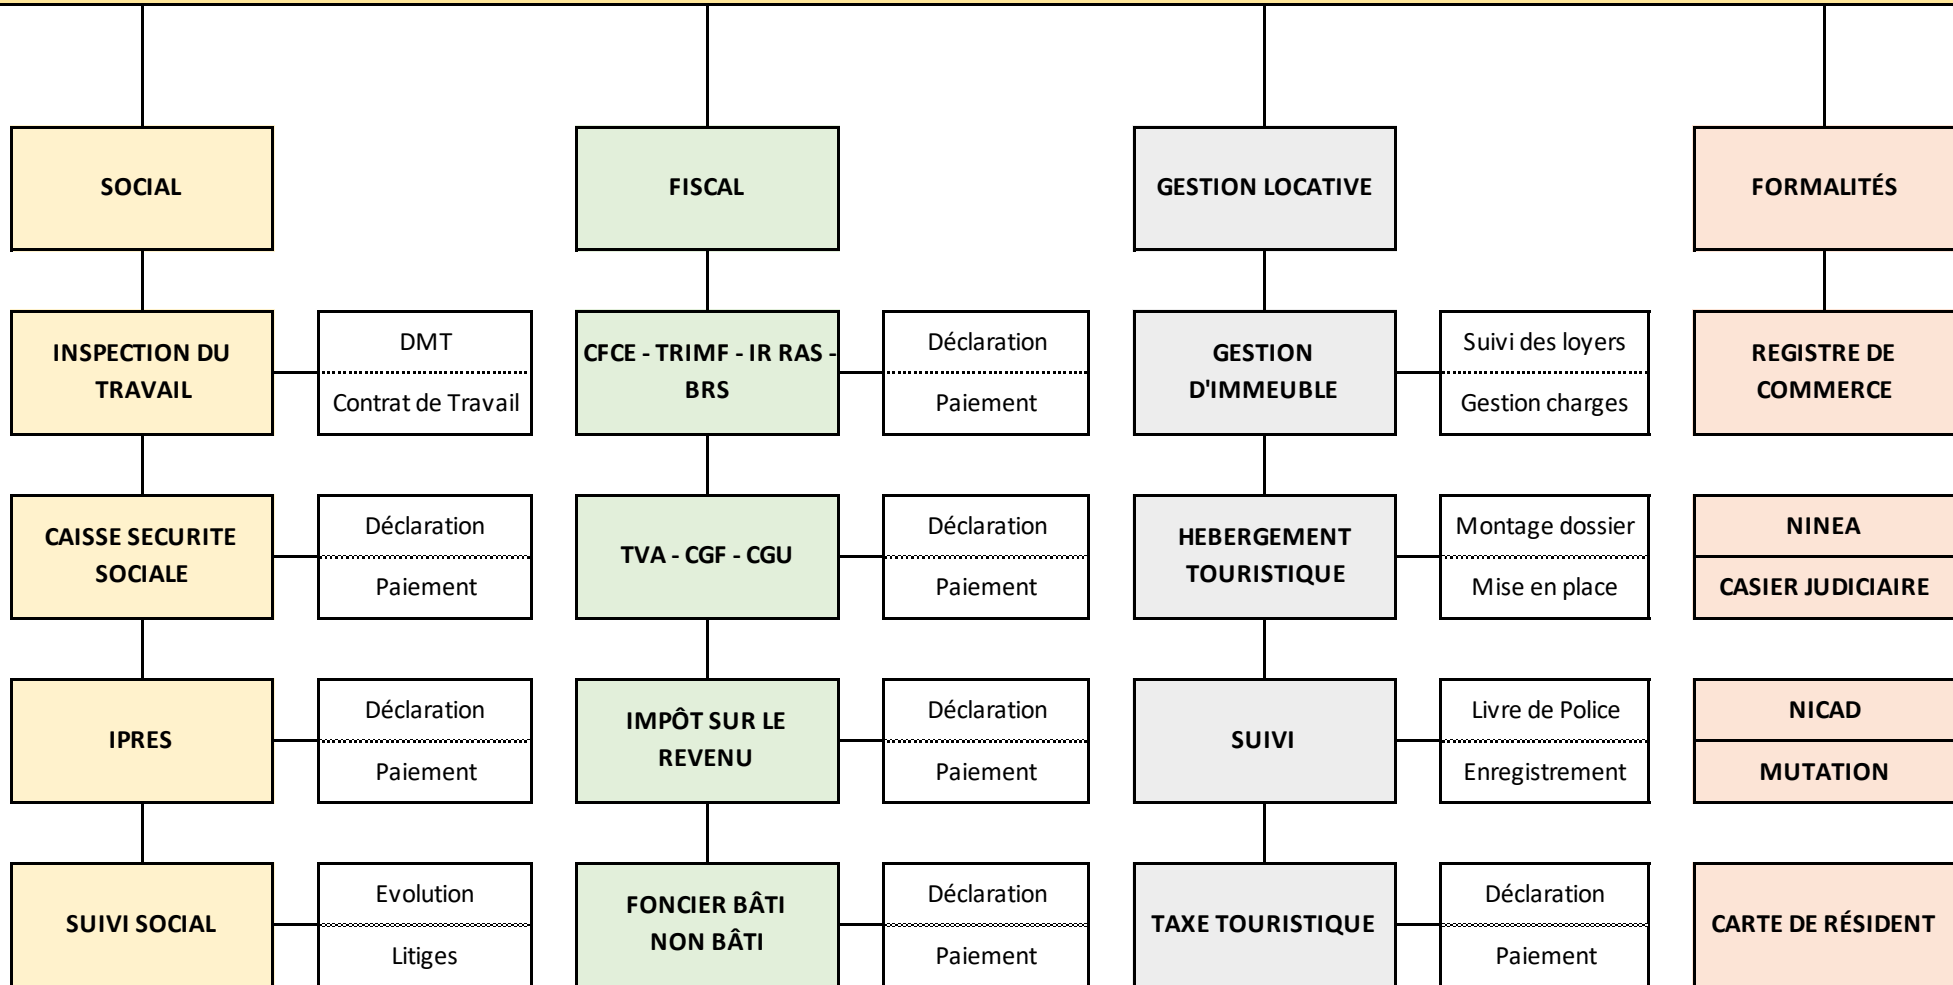 SOCIAL
FISCAL
GESTION LOCATIVE
FORMALITÉS
INSPECTION DU
TRAVAIL
DMT
Contrat de Travail
CFCE - TRIMF - IR RAS -
BRS
Déclaration
Paiement
GESTION
D'IMMEUBLE
Suivi des loyers
Gestion charges
REGISTRE DE
COMMERCE
CAISSE SECURITE
SOCIALE
Déclaration
Paiement
TVA - CGF - CGU
Déclaration
Paiement
HEBERGEMENT
TOURISTIQUE
Montage dossier
Mise en place
NINEA
CASIER JUDICIAIRE
IPRES
Déclaration
Paiement
IMPÔT SUR LE
REVENU
Déclaration
Paiement
SUIVI
Livre de Police
Enregistrement
NICAD
MUTATION
SUIVI SOCIAL
Evolution
Litiges
FONCIER BÂTI
NON BÂTI
Déclaration
Paiement
TAXE TOURISTIQUE
Déclaration
Paiement
CARTE DE RÉSIDENT